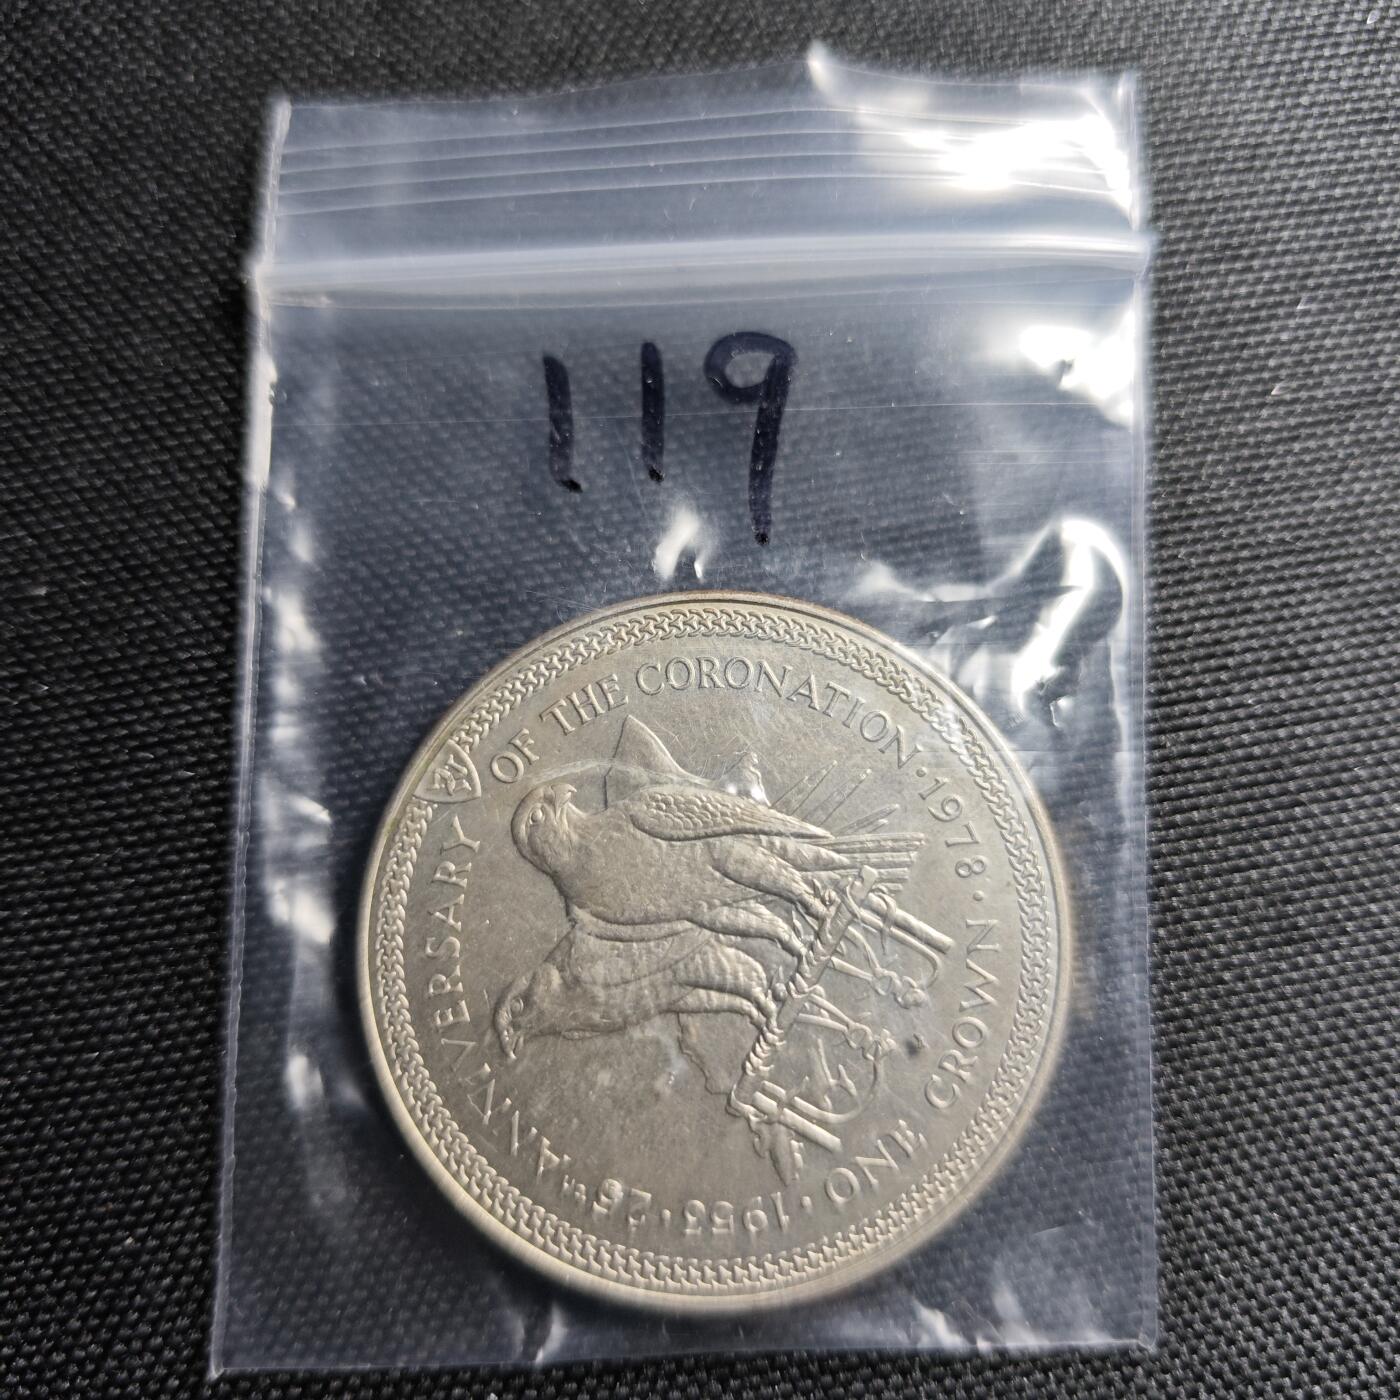 119
1953 · 25TH ANNIVERSARY OF THE CORONATION · 1978 ·
ONE CROWN